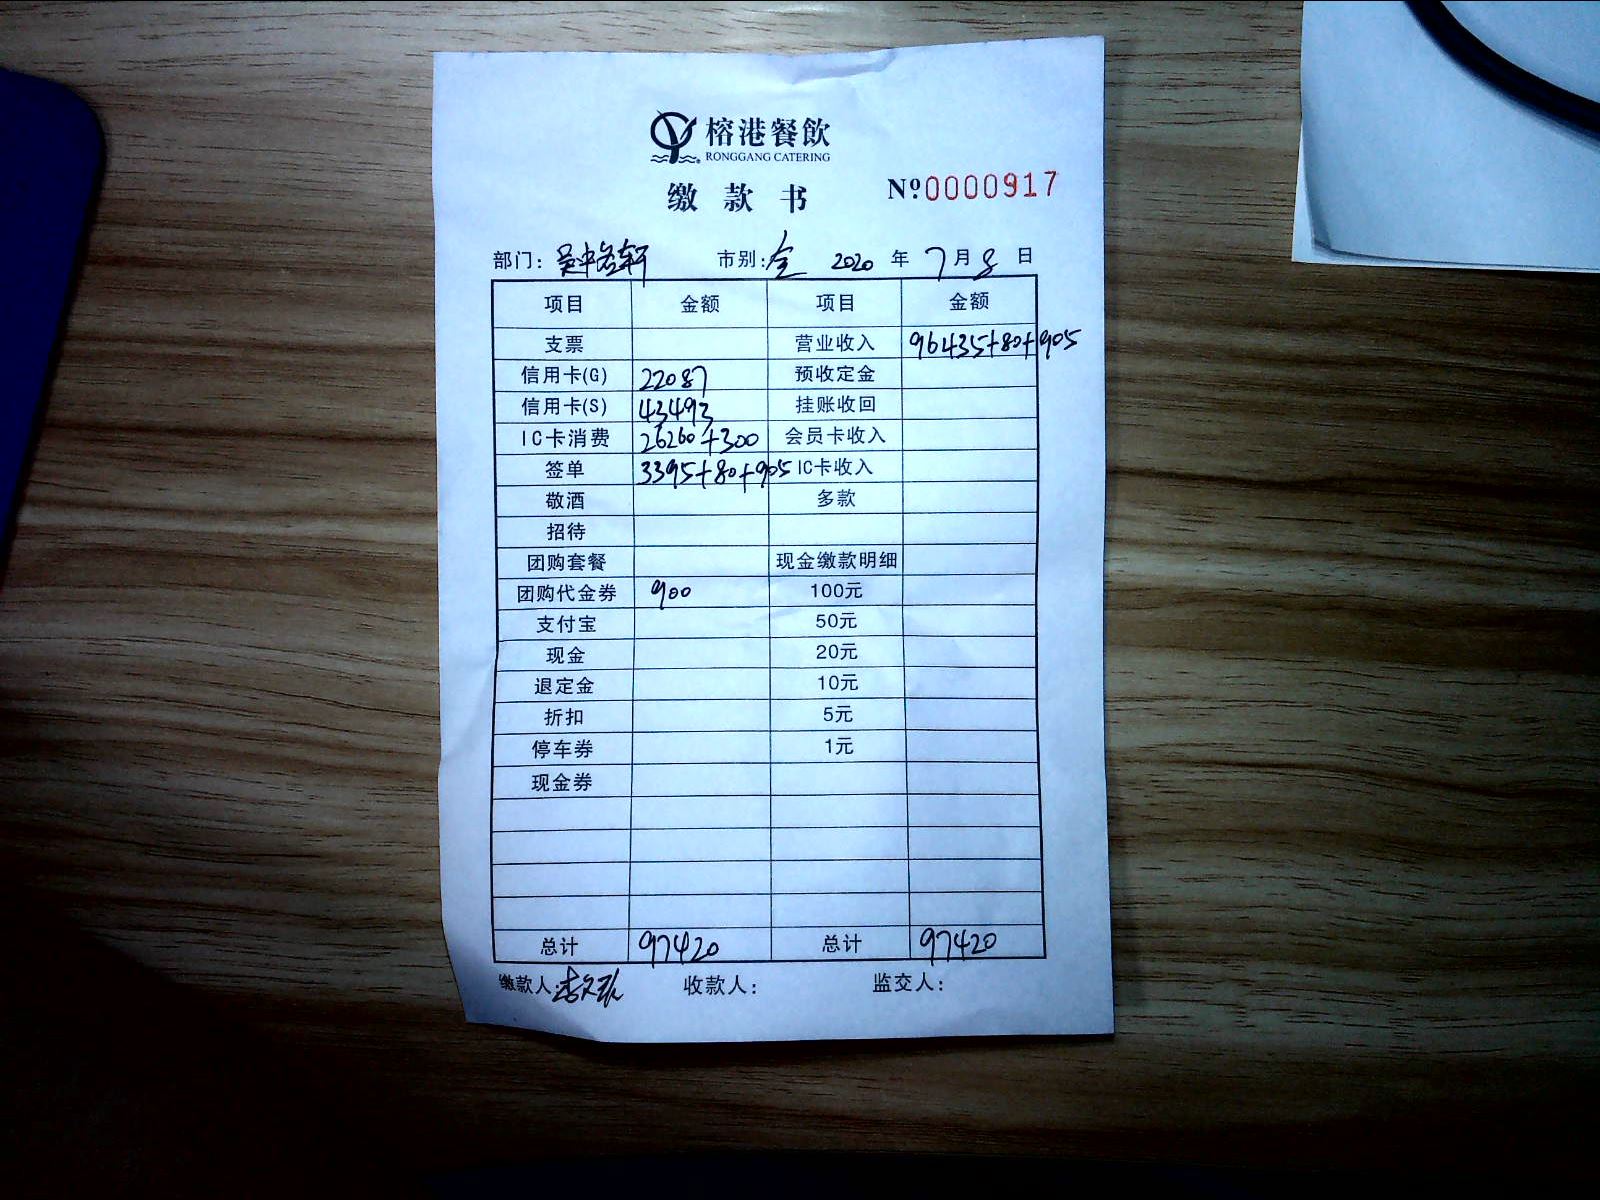 榕港餐飲
RONGGANG CATERING
缴款书 Nº0000917
部门：吴中名轩 市别：全 2020 年 7 月 8 日
项目 金额 项目 金额
支票 营业收入 96435+80+905
信用卡(G) 22087 预收定金
信用卡(S) 43493 挂账收回
IC卡消费 26260+300 会员卡收入
签单 3395+80+905 IC卡收入
敬酒 多款
招待
团购套餐 现金缴款明细
团购代金券 900 100元
支付宝 50元
现金 20元
退定金 10元
折扣 5元
停车券 1元
现金券
总计 97420 总计 97420
缴款人： 收款人： 监交人：